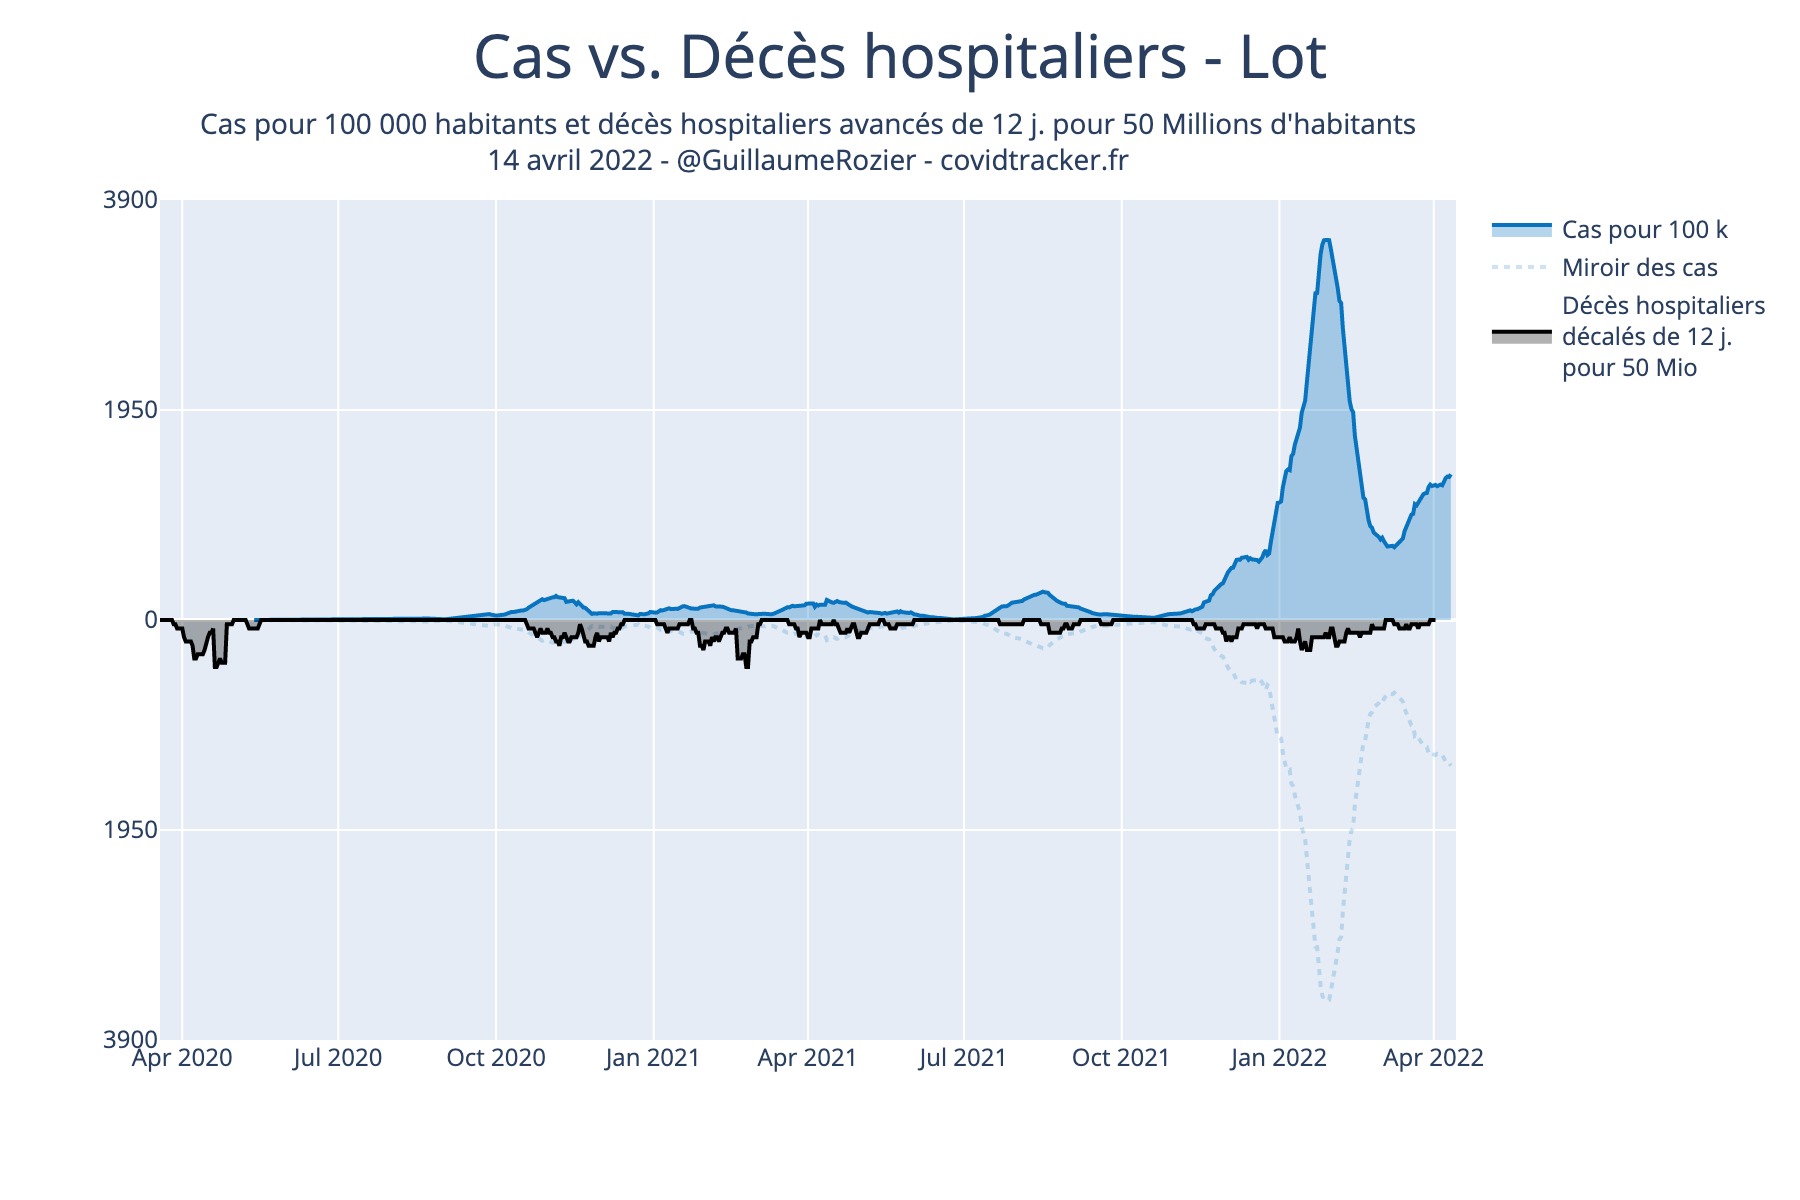 Cas vs. Décès hospitaliers - Lot
Cas pour 100 000 habitants et décès hospitaliers avancés de 12 j. pour 50 Millions d'habitants
14 avril 2022 - @GuillaumeRozier - covidtracker.fr
3900
1950
0
1950
3900
Apr 2020
Jul 2020
Oct 2020
Jan 2021
Apr 2021
Jul 2021
Oct 2021
Jan 2022
Apr 2022
Cas pour 100 k
Miroir des cas
Décès hospitaliers
décalés de 12 j.
pour 50 Mio